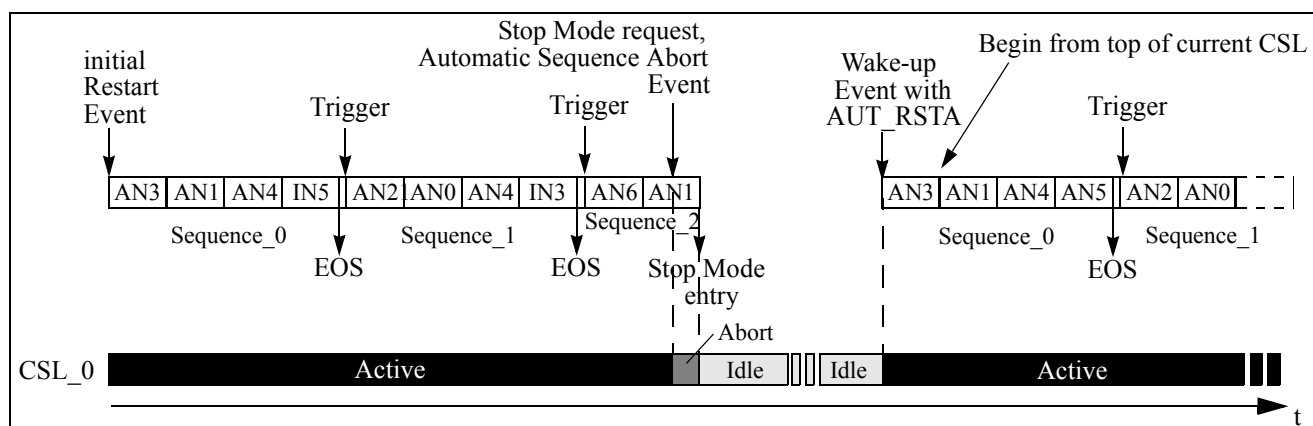 Stop Mode request,
Automatic Sequence Abort
Event
initial
Restart
Event
Trigger
Trigger
Wake-up
Event with
AUT_RSTA
Begin from top of current CSL
Trigger
AN3 AN1 AN4 IN5 AN21 AN0 AN4 IN3 AN6 AN1
AN3 AN1 AN4 AN5 AN2 AN0
Sequence_0
Sequence_1
Sequence_2
Sequence_0
Sequence_1
EOS
EOS
Stop Mode
entry
EOS
Abort
CSL_0
Active
Idle
Idle
Active
t